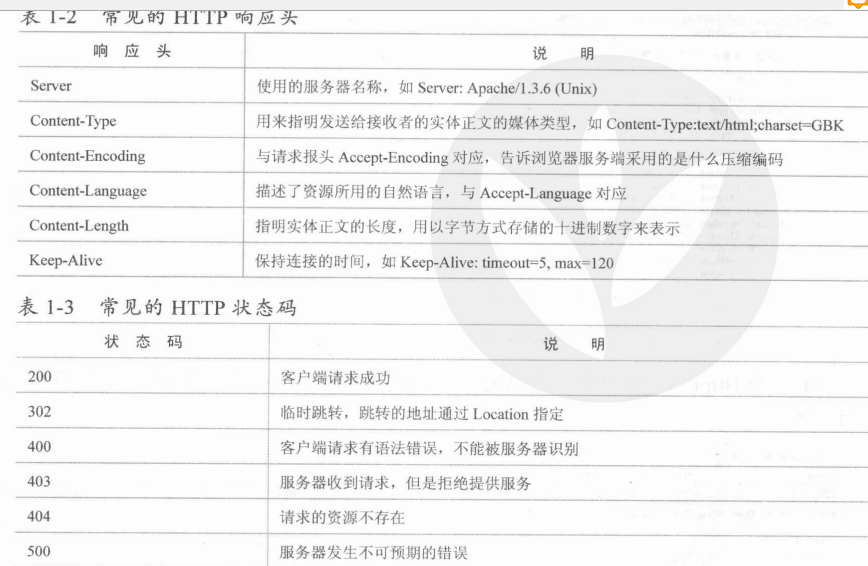 表 1-2 常见的 HTTP 响应头
响 应 头 说 明
Server 使用的服务器名称，如 Server: Apache/1.3.6 (Unix)
Content-Type 用来指明发送给接收者的实体正文的媒体类型，如 Content-Type:text/html;charset=GBK
Content-Encoding 与请求报头 Accept-Encoding 对应，告诉浏览器服务端采用的是什么压缩编码
Content-Language 描述了资源所用的自然语言，与 Accept-Language 对应
Content-Length 指明实体正文的长度，用以字节方式存储的十进制数字来表示
Keep-Alive 保持连接的时间，如 Keep-Alive: timeout=5, max=120
表 1-3 常见的 HTTP 状态码
状 态 码 说 明
200 客户端请求成功
302 临时跳转，跳转的地址通过 Location 指定
400 客户端请求有语法错误，不能被服务器识别
403 服务器收到请求，但是拒绝提供服务
404 请求的资源不存在
500 服务器发生不可预期的错误